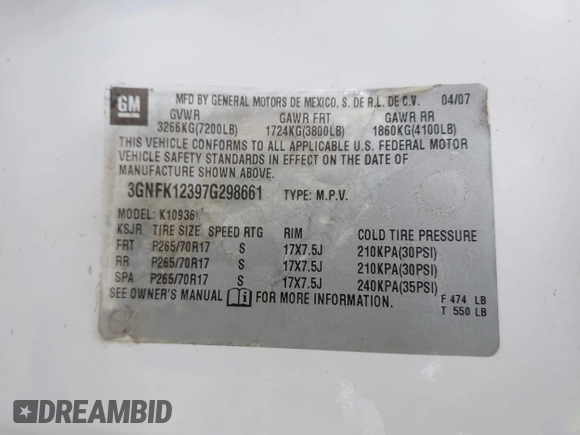 GM
MFD BY GENERAL MOTORS DE MEXICO, S. DE R.L. DE C.V. 04/07
GVWR GAWR FRT GAWR RR
3266KG(7200LB) 1724KG(3800LB) 1860KG(4100LB)
THIS VEHICLE CONFORMS TO ALL APPLICABLE U.S. FEDERAL MOTOR
VEHICLE SAFETY STANDARDS IN EFFECT ON THE DATE OF
MANUFACTURE SHOWN ABOVE.
3GNFK12397G298661 TYPE: M.P.V.
MODEL: K10936
KSJR TIRE SIZE SPEED RTG RIM COLD TIRE PRESSURE
FRT P265/70R17 S 17X7.5J 210KPA(30PSI)
RR P265/70R17 S 17X7.5J 210KPA(30PSI)
SPA P265/70R17 S 17X7.5J 240KPA(35PSI)
SEE OWNER'S MANUAL i FOR MORE INFORMATION.
F 474 LB
T 550 LB
DREAMBID